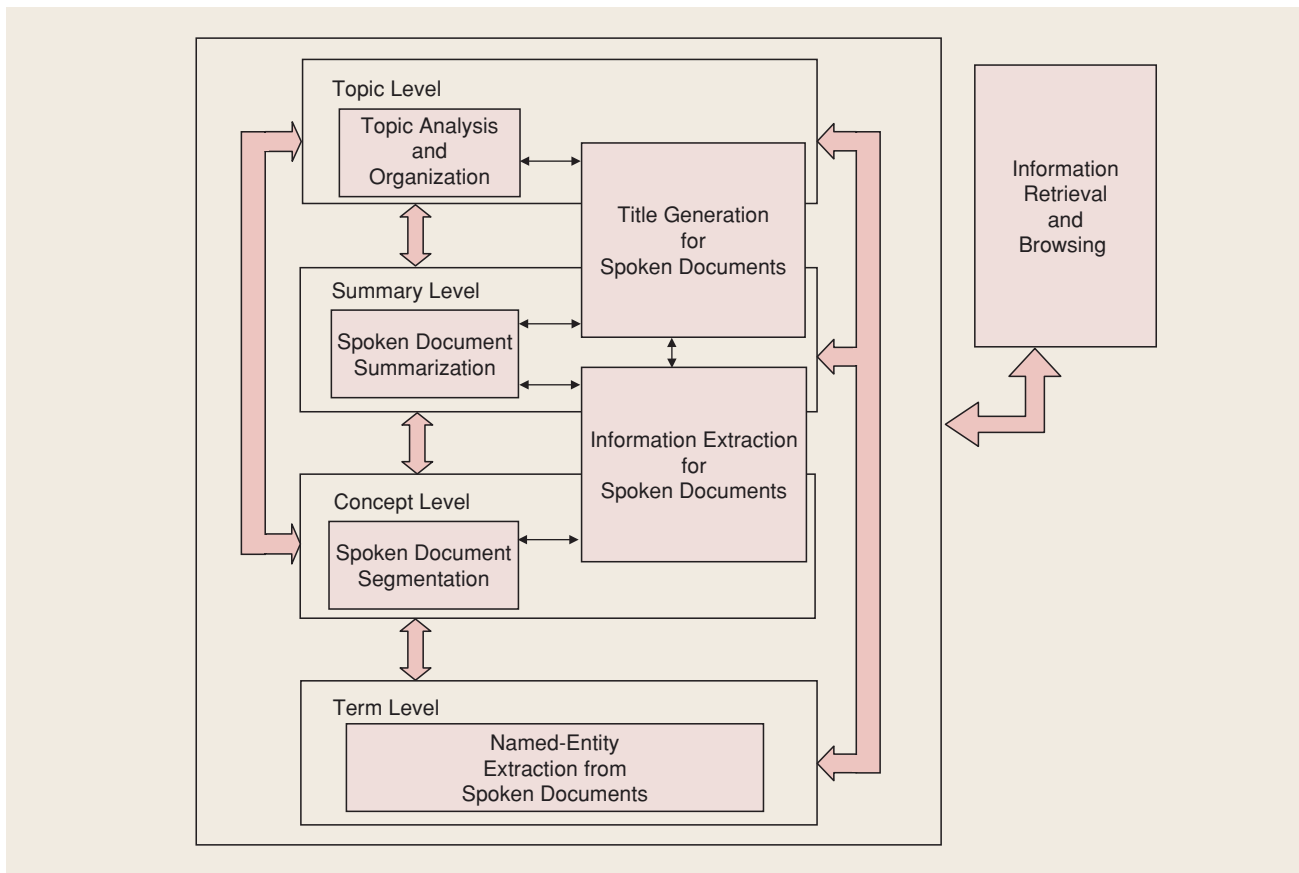 Topic Level
Topic Analysis
and
Organization
Title Generation
for
Spoken Documents
Summary Level
Spoken Document
Summarization
Information Extraction
for
Spoken Documents
Concept Level
Spoken Document
Segmentation
Term Level
Named-Entity
Extraction from
Spoken Documents
Information
Retrieval
and
Browsing